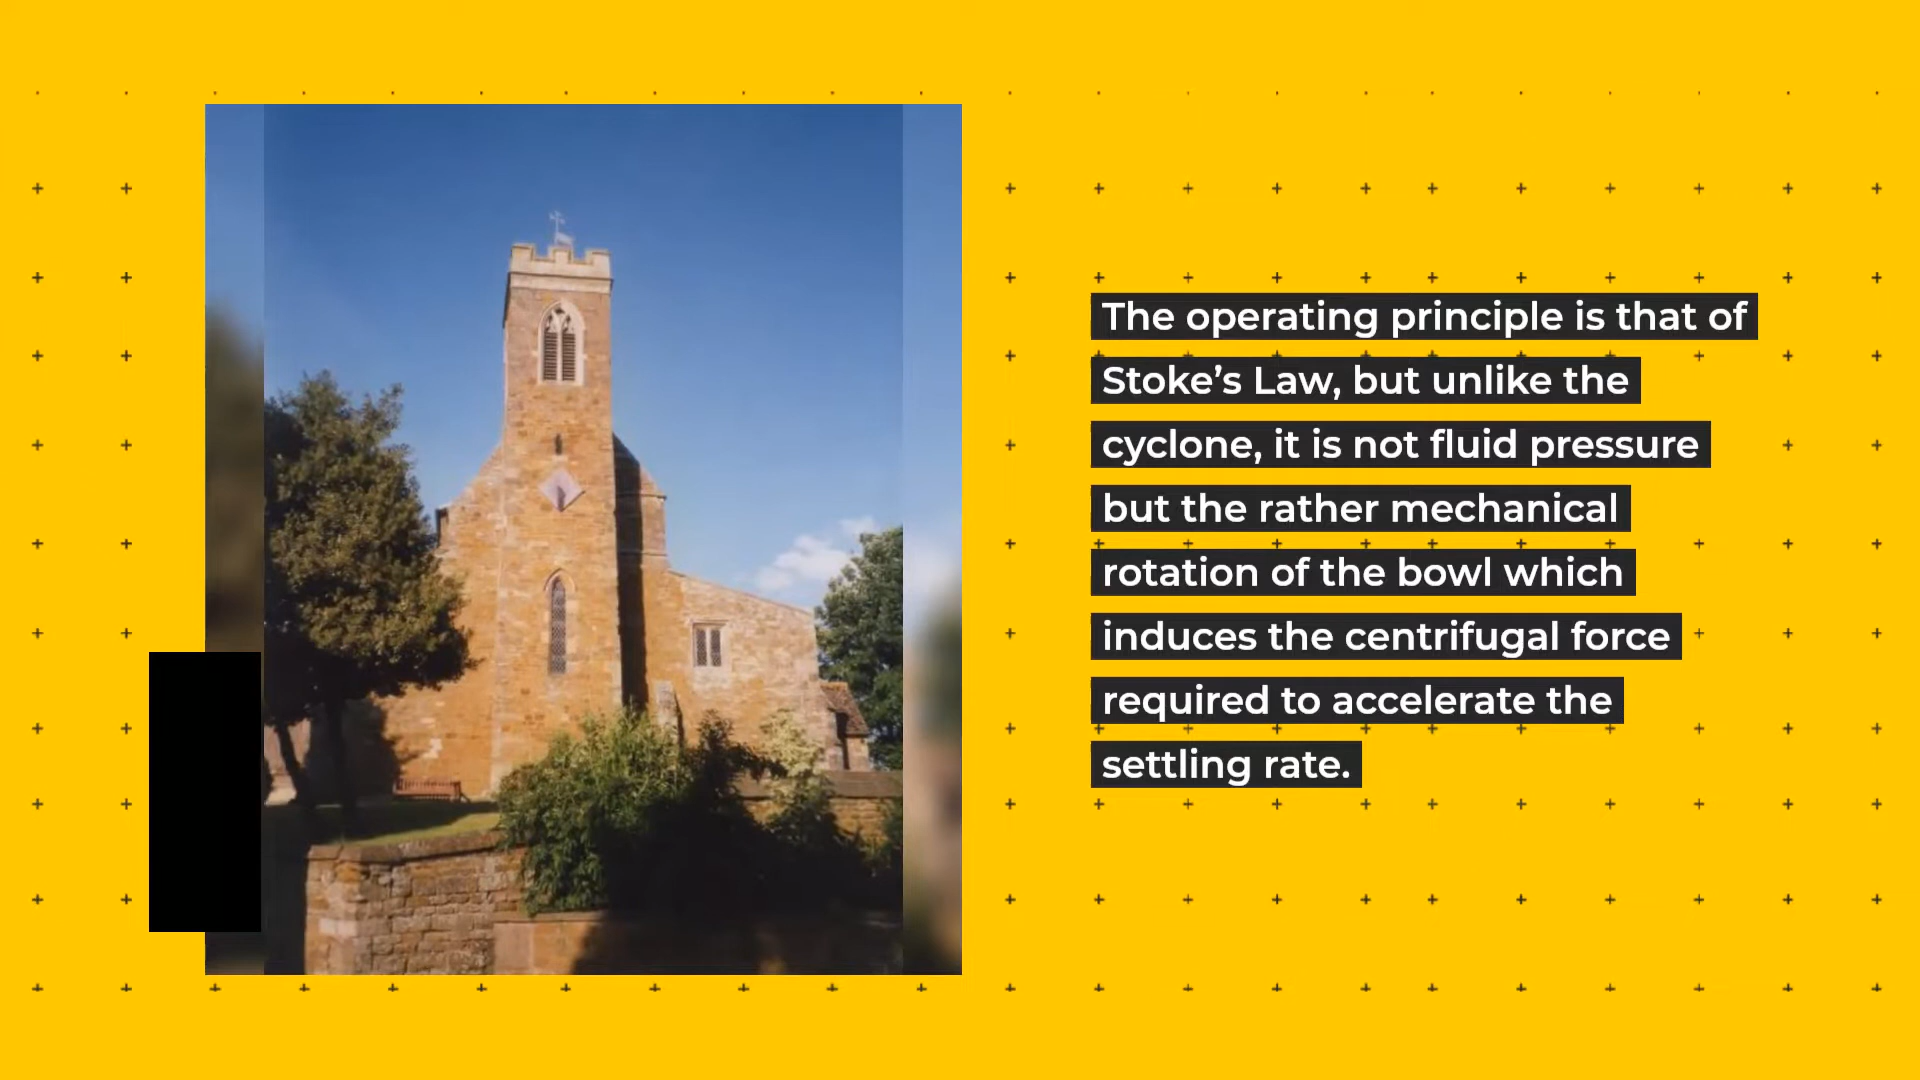 The operating principle is that of
Stoke’s Law, but unlike the
cyclone, it is not fluid pressure
but the rather mechanical
rotation of the bowl which
induces the centrifugal force
required to accelerate the
settling rate.